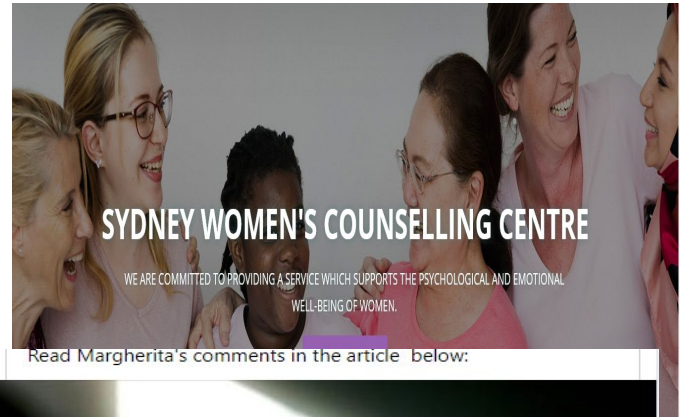 SYDNEY WOMEN'S COUNSELLING CENTRE
WE ARE COMMITTED TO PROVIDING A SERVICE WHICH SUPPORTS THE PSYCHOLOGICAL AND EMOTIONAL
WELL-BEING OF WOMEN.
Read Margherita's comments in the article below: